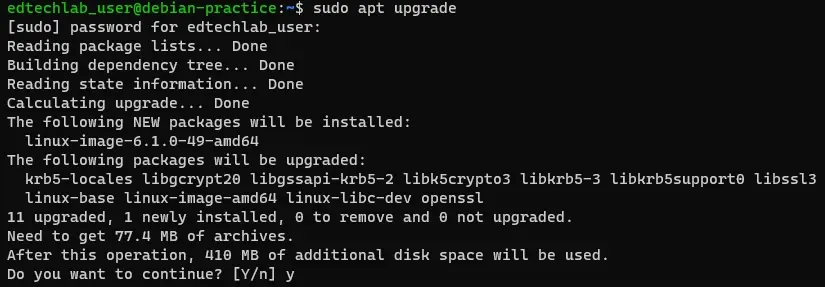 edtechlab_user@debian-practice:~$ sudo apt upgrade
[sudo] password for edtechlab_user:
Reading package lists... Done
Building dependency tree... Done
Reading state information... Done
Calculating upgrade... Done
The following NEW packages will be installed:
  linux-image-6.1.0-49-amd64
The following packages will be upgraded:
  krb5-locales libgcrypt20 libgssapi-krb5-2 libk5crypto3 libkrb5-3 libkrb5support0 libssl3
  linux-base linux-image-amd64 linux-libc-dev openssl
11 upgraded, 1 newly installed, 0 to remove and 0 not upgraded.
Need to get 77.4 MB of archives.
After this operation, 410 MB of additional disk space will be used.
Do you want to continue? [Y/n] y